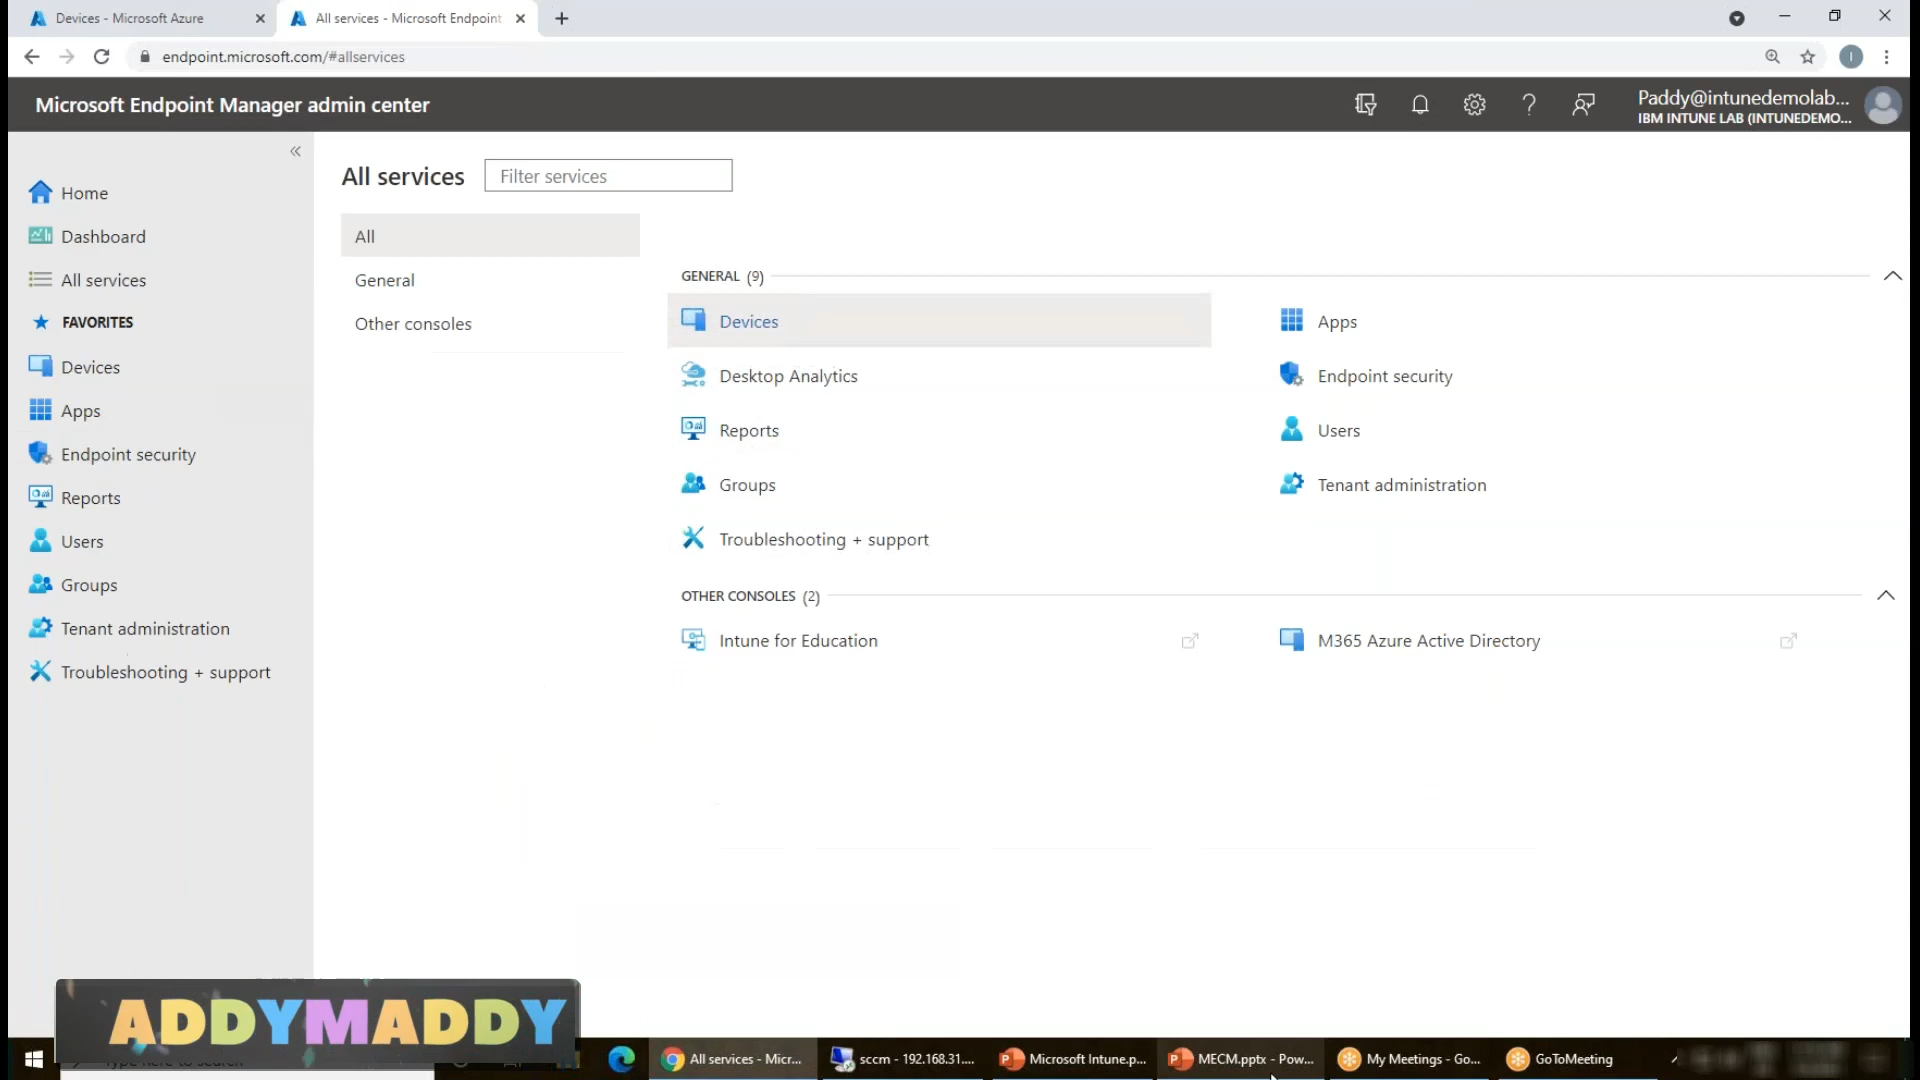 Devices - Microsoft Azure
All services - Microsoft Endpoint
endpoint.microsoft.com/#allservices
I
Microsoft Endpoint Manager admin center
Paddy@intunedemolab...
IBM INTUNE LAB (INTUNEDEMO...
Home
Dashboard
All services
FAVORITES
Devices
Apps
Endpoint security
Reports
Users
Groups
Tenant administration
Troubleshooting + support
All services
Filter services
All
General
Other consoles
GENERAL (9)
Devices
Apps
Desktop Analytics
Endpoint security
Reports
Users
Groups
Tenant administration
Troubleshooting + support
OTHER CONSOLES (2)
Intune for Education
M365 Azure Active Directory
ADDYMADDY
All services - Micr...
sccm - 192.168.31....
Microsoft Intune.p...
MECM.pptx - Pow...
My Meetings - Go...
GoToMeeting